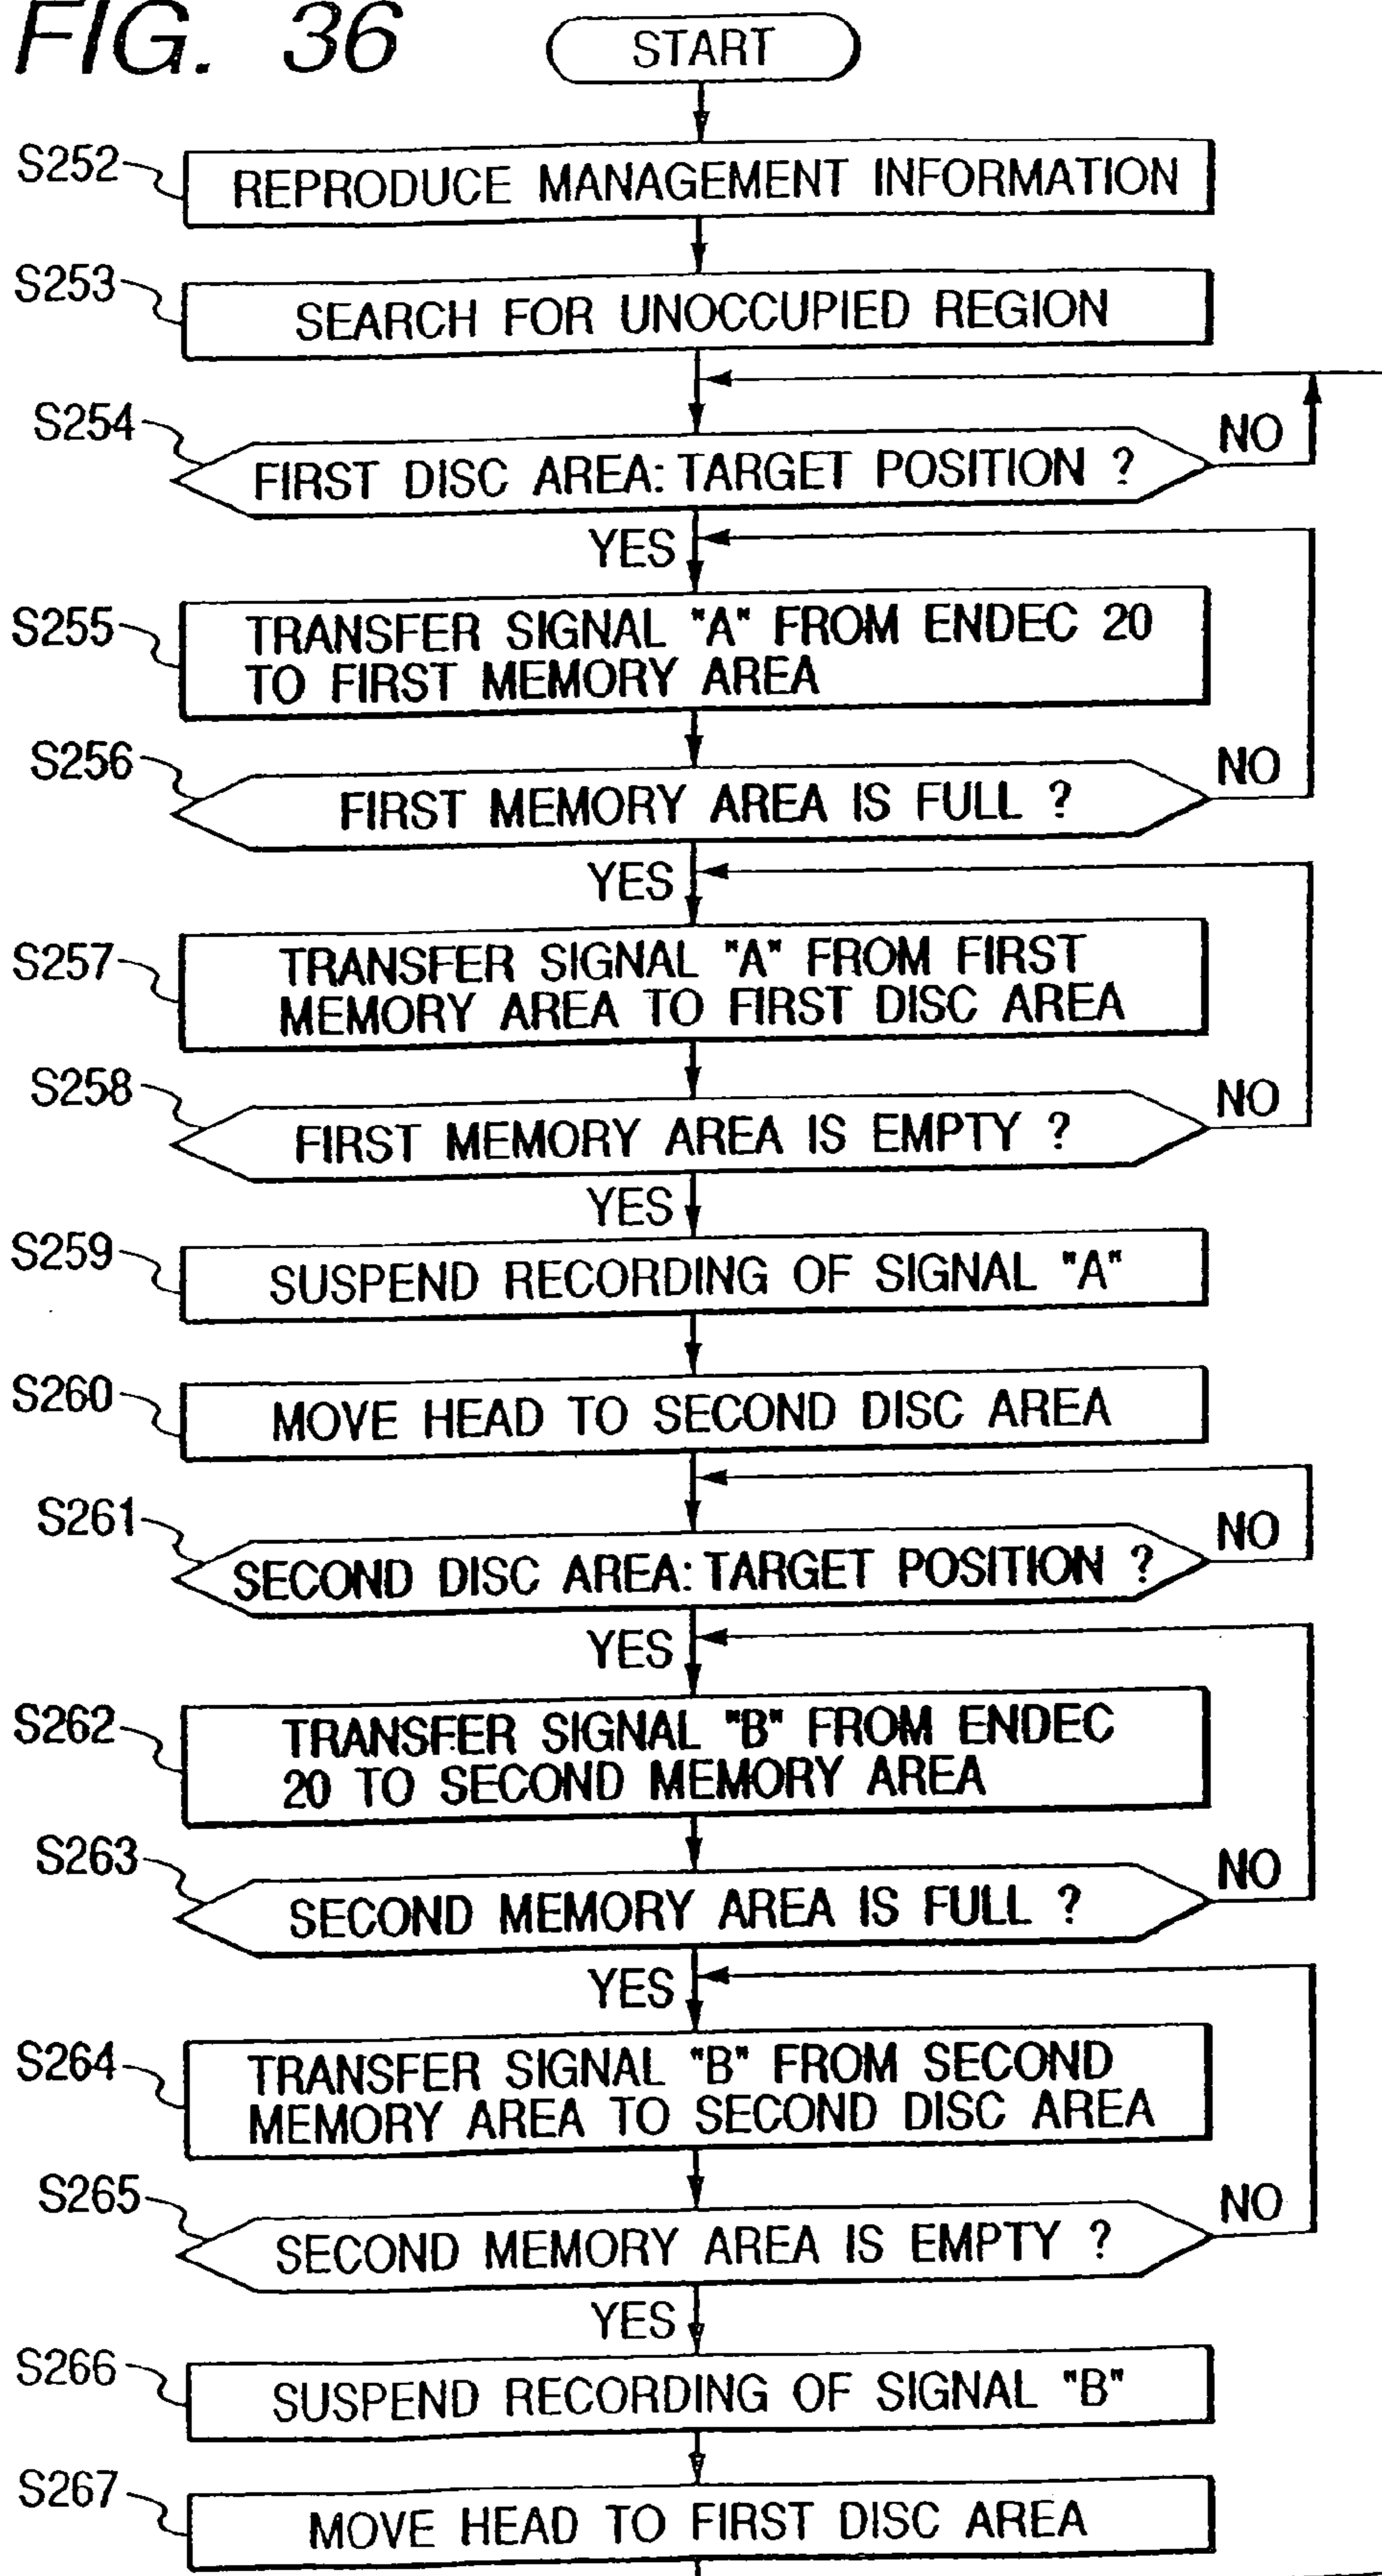 FIG. 36
START
S252
REPRODUCE MANAGEMENT INFORMATION
S253
SEARCH FOR UNOCCUPIED REGION
S254
FIRST DISC AREA: TARGET POSITION ?
NO
YES
S255
TRANSFER SIGNAL "A" FROM ENDEC 20
TO FIRST MEMORY AREA
S256
FIRST MEMORY AREA IS FULL ?
NO
YES
S257
TRANSFER SIGNAL "A" FROM FIRST
MEMORY AREA TO FIRST DISC AREA
S258
FIRST MEMORY AREA IS EMPTY ?
NO
YES
S259
SUSPEND RECORDING OF SIGNAL "A"
S260
MOVE HEAD TO SECOND DISC AREA
S261
SECOND DISC AREA: TARGET POSITION ?
NO
YES
S262
TRANSFER SIGNAL "B" FROM ENDEC
20 TO SECOND MEMORY AREA
S263
SECOND MEMORY AREA IS FULL ?
NO
YES
S264
TRANSFER SIGNAL "B" FROM SECOND
MEMORY AREA TO SECOND DISC AREA
S265
SECOND MEMORY AREA IS EMPTY ?
NO
YES
S266
SUSPEND RECORDING OF SIGNAL "B"
S267
MOVE HEAD TO FIRST DISC AREA